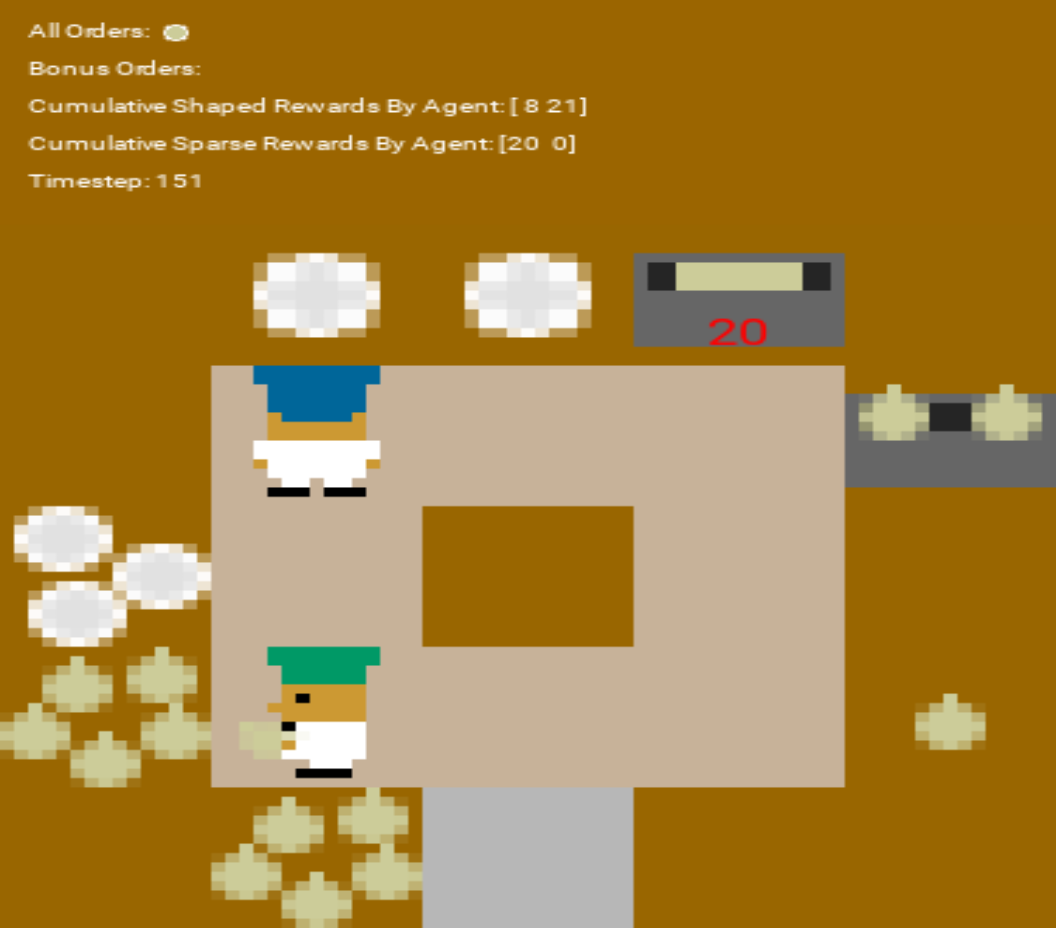 All Orders:
Bonus Orders:
Cumulative Shaped Rewards By Agent: [ 8 21]
Cumulative Sparse Rewards By Agent: [20  0]
Timestep: 151
20